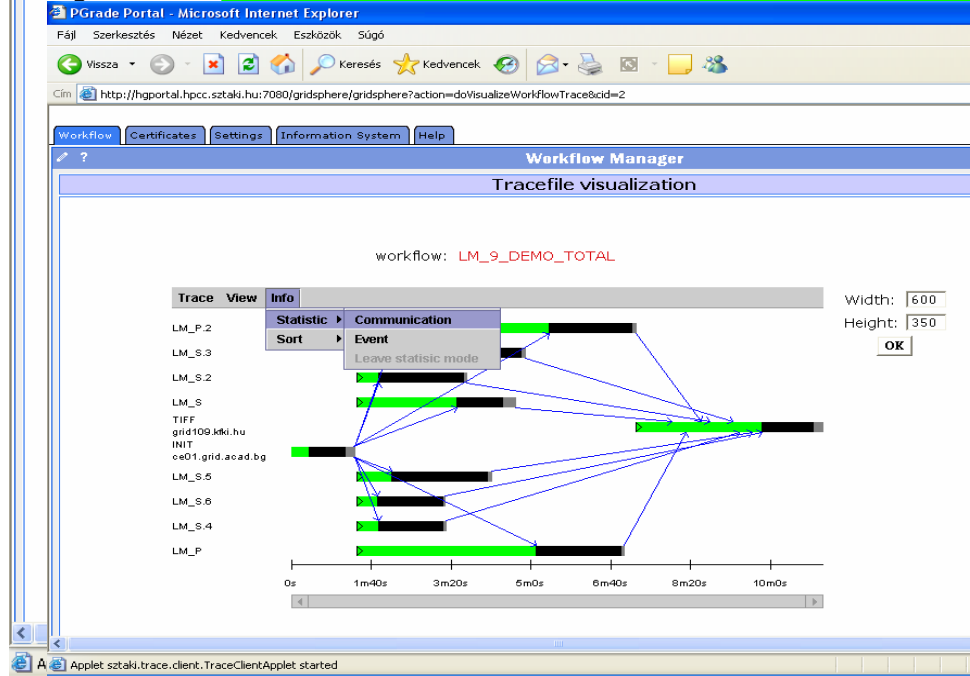 PGrade Portal - Microsoft Internet Explorer
Fájl Szerkesztés Nézet Kedvencek Eszközök Súgó
Vissza Keresés Kedvencek
Cím http://hgportal.hpcc.sztaki.hu:7080/gridsphere/gridsphere?action=doVisualizeWorkflowTrace&cid=2
Workflow Certificates Settings Information System Help
? Workflow Manager
Tracefile visualization
workflow: LM_9_DEMO_TOTAL
Trace View Info
Width: 600
Statistic Communication
Height: 350
LM_P.2
Sort Event
OK
LM_S.3
Leave statisic mode
LM_S.2
LM_S
TIFF
grid109.kfki.hu
INIT
ce01.grid.acad.bg
LM_S.5
LM_S.6
LM_S.4
LM_P
0s 1m40s 3m20s 5m0s 6m40s 8m20s 10m0s
A Applet sztaki.trace.client.TraceClientApplet started